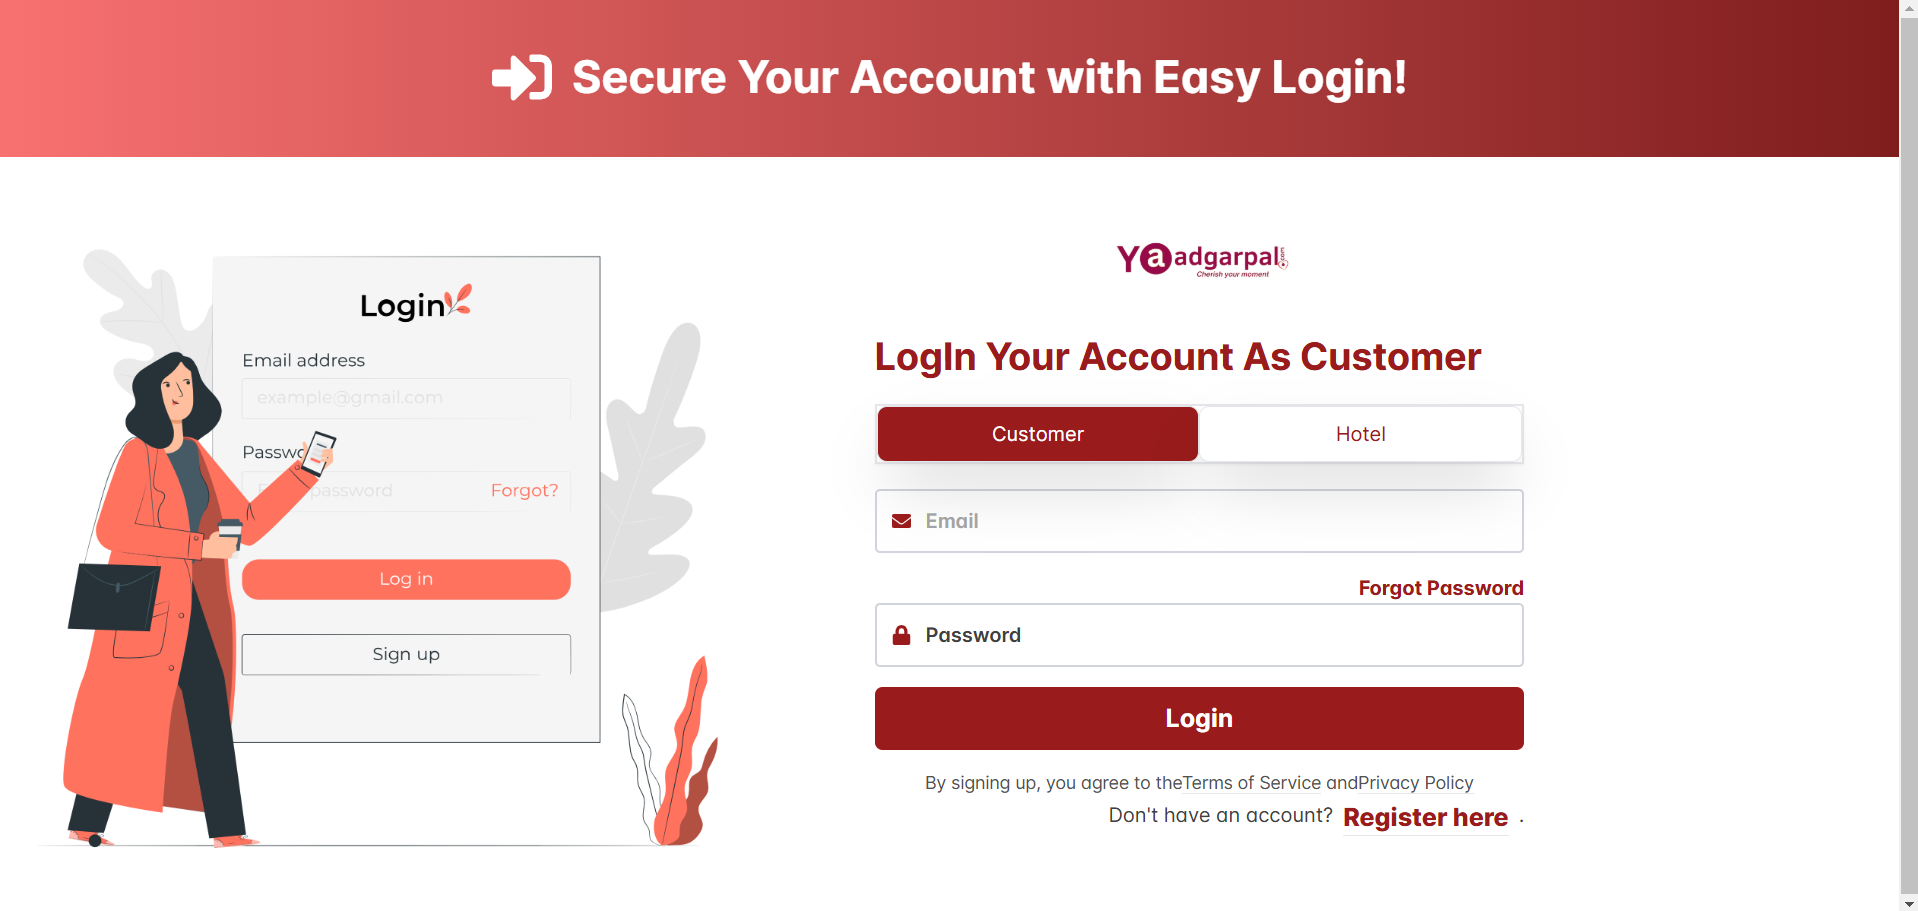 Secure Your Account with Easy Login!
Yaadgarpal.com
Cherish your moment
Login
Email address
example@gmail.com
password
Forgot?
Log in
Sign up
LogIn Your Account As Customer
Customer
Hotel
Email
Forgot Password
Password
Login
By signing up, you agree to theTerms of Service andPrivacy Policy
Don't have an account? Register here .